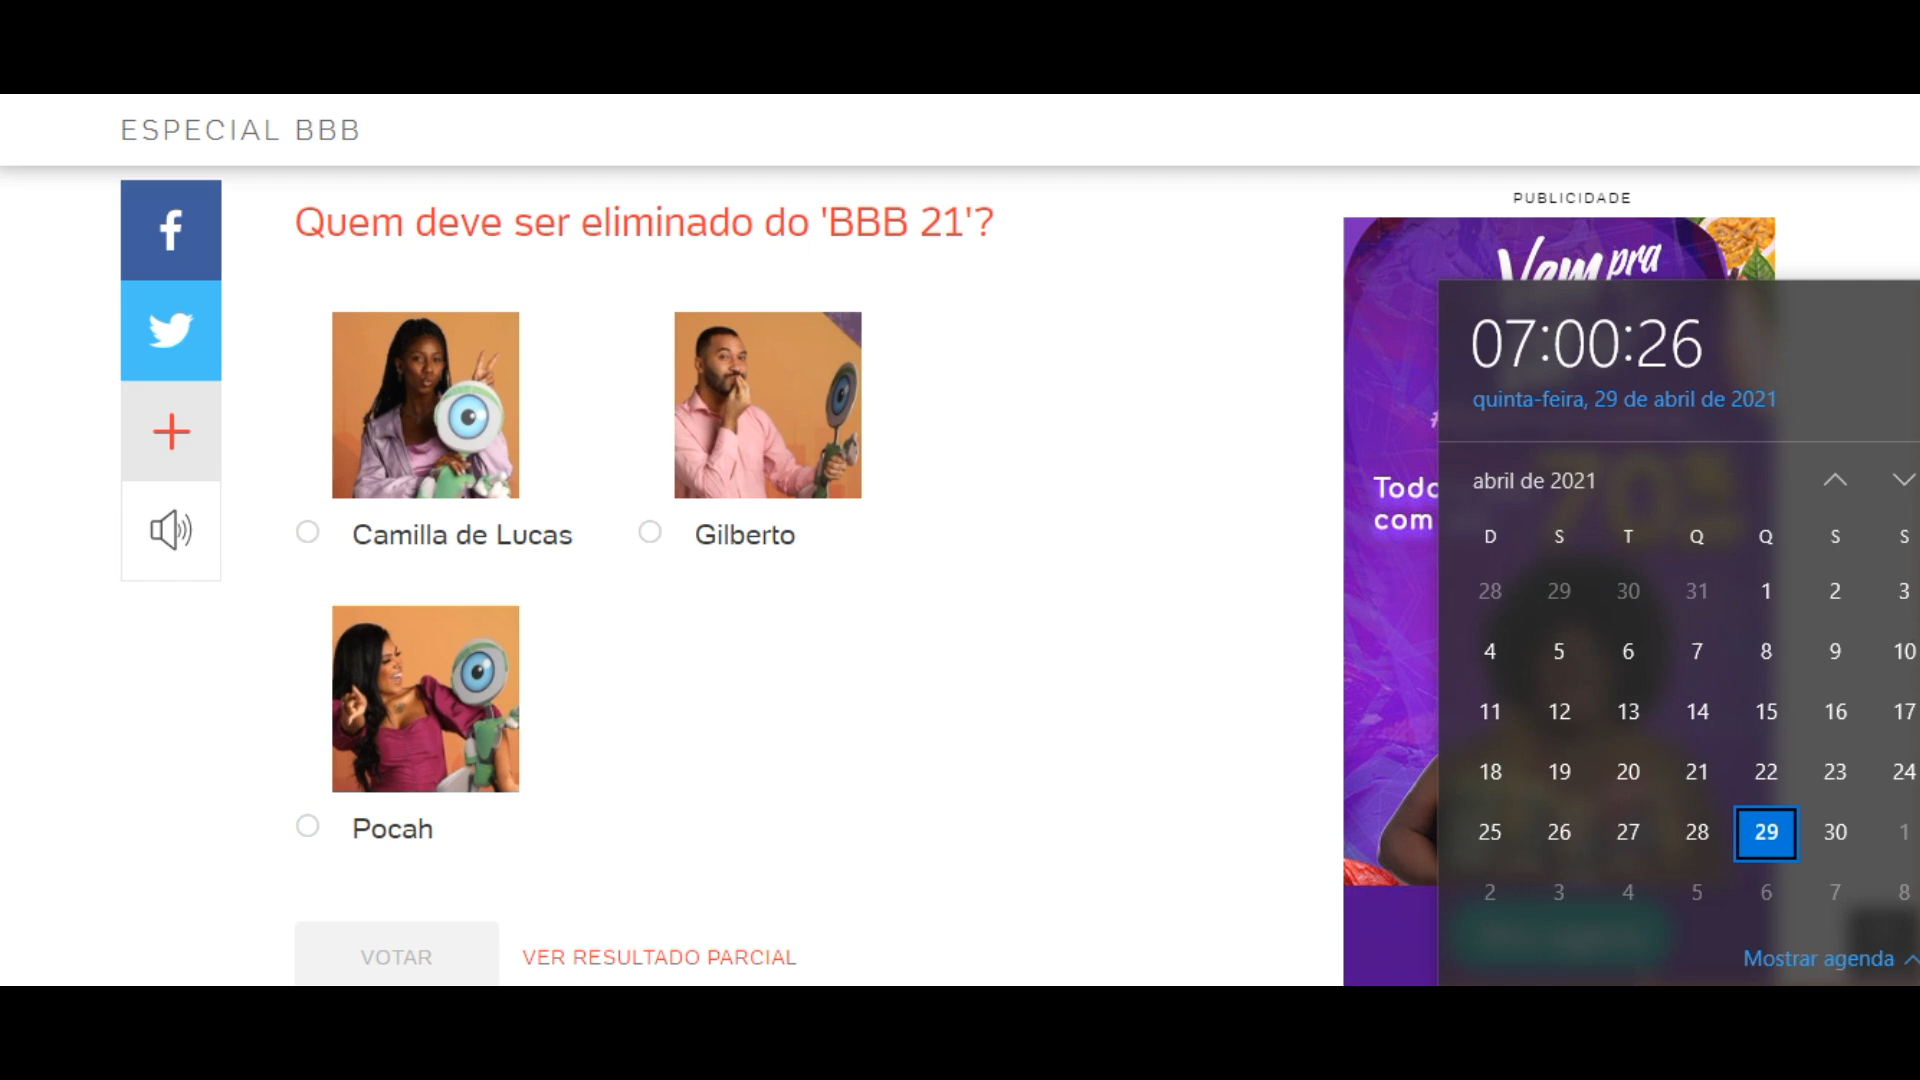 ESPECIAL BBB
Quem deve ser eliminado do 'BBB 21'?
Camilla de Lucas
Gilberto
Pocah
VOTAR
VER RESULTADO PARCIAL
PUBLICIDADE
Vem pra
Todo
com
07:00:26
quinta-feira, 29 de abril de 2021
abril de 2021
D S T Q Q S S
28 29 30 31 1 2 3
4 5 6 7 8 9 10
11 12 13 14 15 16 17
18 19 20 21 22 23 24
25 26 27 28 29 30 1
2 3 4 5 6 7 8
Mostrar agenda